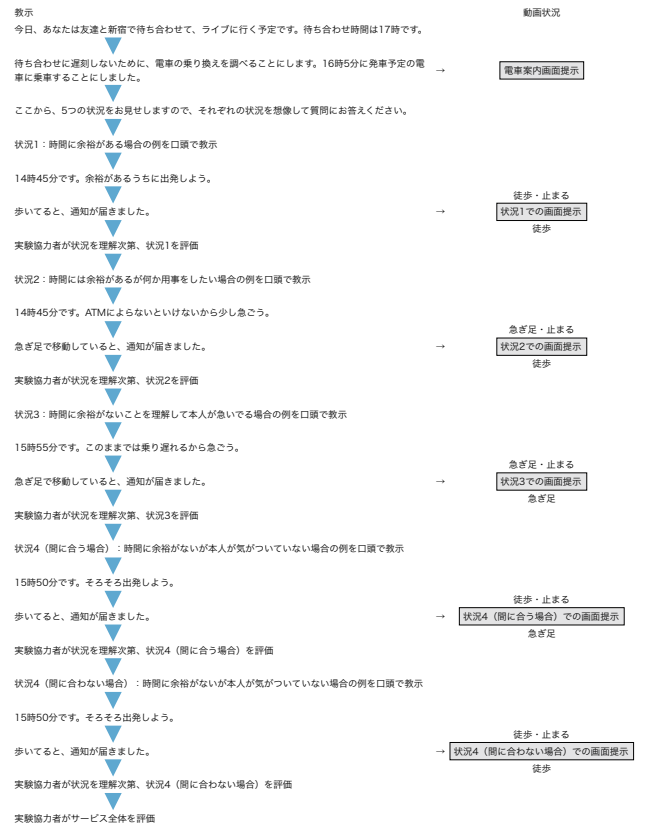 教示
動画状況
今日、あなたは友達と新宿で待ち合わせて、ライブに行く予定です。待ち合わせ時間は17時です。
待ち合わせに遅刻しないために、電車の乗り換えを調べることにします。16時5分に発車予定の電
車に乗車することにしました。
→
電車案内画面提示
ここから、5つの状況をお見せしますので、それぞれの状況を想像して質問にお答えください。
状況1：時間に余裕がある場合の例を口頭で教示
14時45分です。余裕があるうちに出発しよう。
徒歩・止まる
歩いてると、通知が届きました。
→
状況1での画面提示
徒歩
実験協力者が状況を理解次第、状況1を評価
状況2：時間には余裕があるが何か用事をしたい場合の例を口頭で教示
14時45分です。ATMによらないといけないから少し急ごう。
急ぎ足・止まる
急ぎ足で移動していると、通知が届きました。
→
状況2での画面提示
徒歩
実験協力者が状況を理解次第、状況2を評価
状況3：時間に余裕がないことを理解して本人が急いでる場合の例を口頭で教示
15時55分です。このままでは乗り遅れるから急ごう。
急ぎ足・止まる
急ぎ足で移動していると、通知が届きました。
→
状況3での画面提示
急ぎ足
実験協力者が状況を理解次第、状況3を評価
状況4（間に合う場合）：時間に余裕がないが本人が気がついていない場合の例を口頭で教示
15時50分です。そろそろ出発しよう。
徒歩・止まる
歩いてると、通知が届きました。
→
状況4（間に合う場合）での画面提示
急ぎ足
実験協力者が状況を理解次第、状況4（間に合う場合）を評価
状況4（間に合わない場合）：時間に余裕がないが本人が気がついていない場合の例を口頭で教示
15時50分です。そろそろ出発しよう。
徒歩・止まる
歩いてると、通知が届きました。
→
状況4（間に合わない場合）での画面提示
徒歩
実験協力者が状況を理解次第、状況4（間に合わない場合）を評価
実験協力者がサービス全体を評価